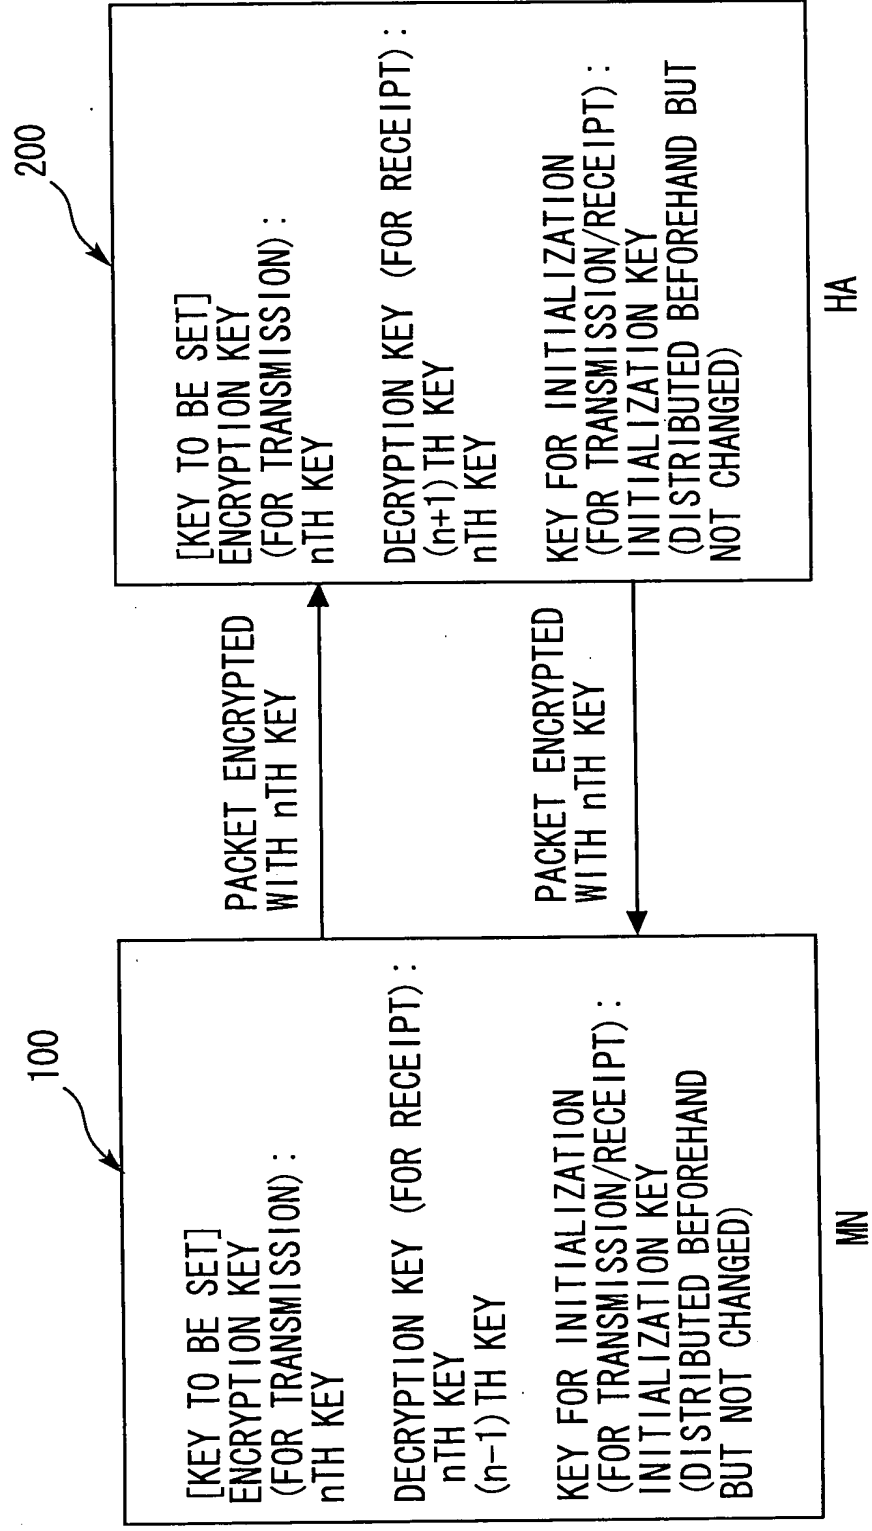 100
[KEY TO BE SET]
ENCRYPTION KEY
(FOR TRANSMISSION):
nTH KEY
DECRYPTION KEY (FOR RECEIPT):
nTH KEY
(n-1)TH KEY
KEY FOR INITIALIZATION
(FOR TRANSMISSION/RECEIPT):
INITIALIZATION KEY
(DISTRIBUTED BEFOREHAND
BUT NOT CHANGED)
MN
PACKET ENCRYPTED
WITH nTH KEY
PACKET ENCRYPTED
WITH nTH KEY
200
[KEY TO BE SET]
ENCRYPTION KEY
(FOR TRANSMISSION):
nTH KEY
DECRYPTION KEY (FOR RECEIPT):
(n+1)TH KEY
nTH KEY
KEY FOR INITIALIZATION
(FOR TRANSMISSION/RECEIPT):
INITIALIZATION KEY
(DISTRIBUTED BEFOREHAND BUT
NOT CHANGED)
HA